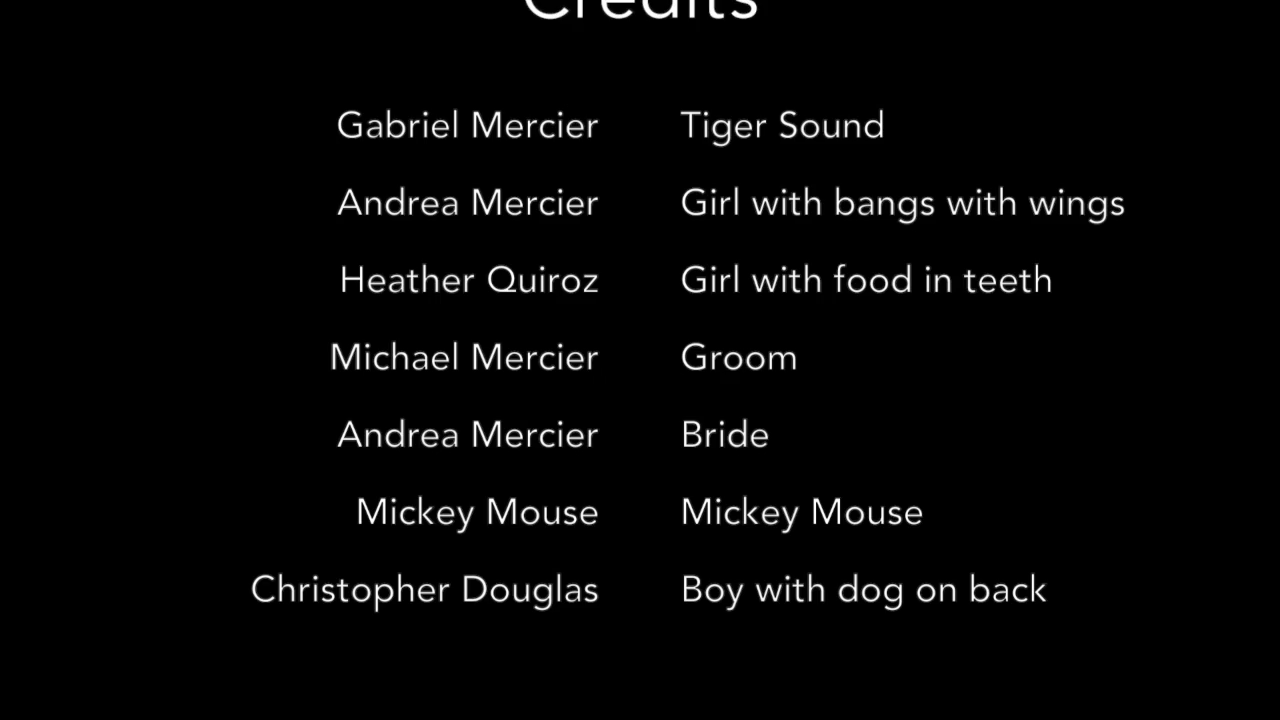 Credits
Gabriel Mercier Tiger Sound
Andrea Mercier Girl with bangs with wings
Heather Quiroz Girl with food in teeth
Michael Mercier Groom
Andrea Mercier Bride
Mickey Mouse Mickey Mouse
Christopher Douglas Boy with dog on back